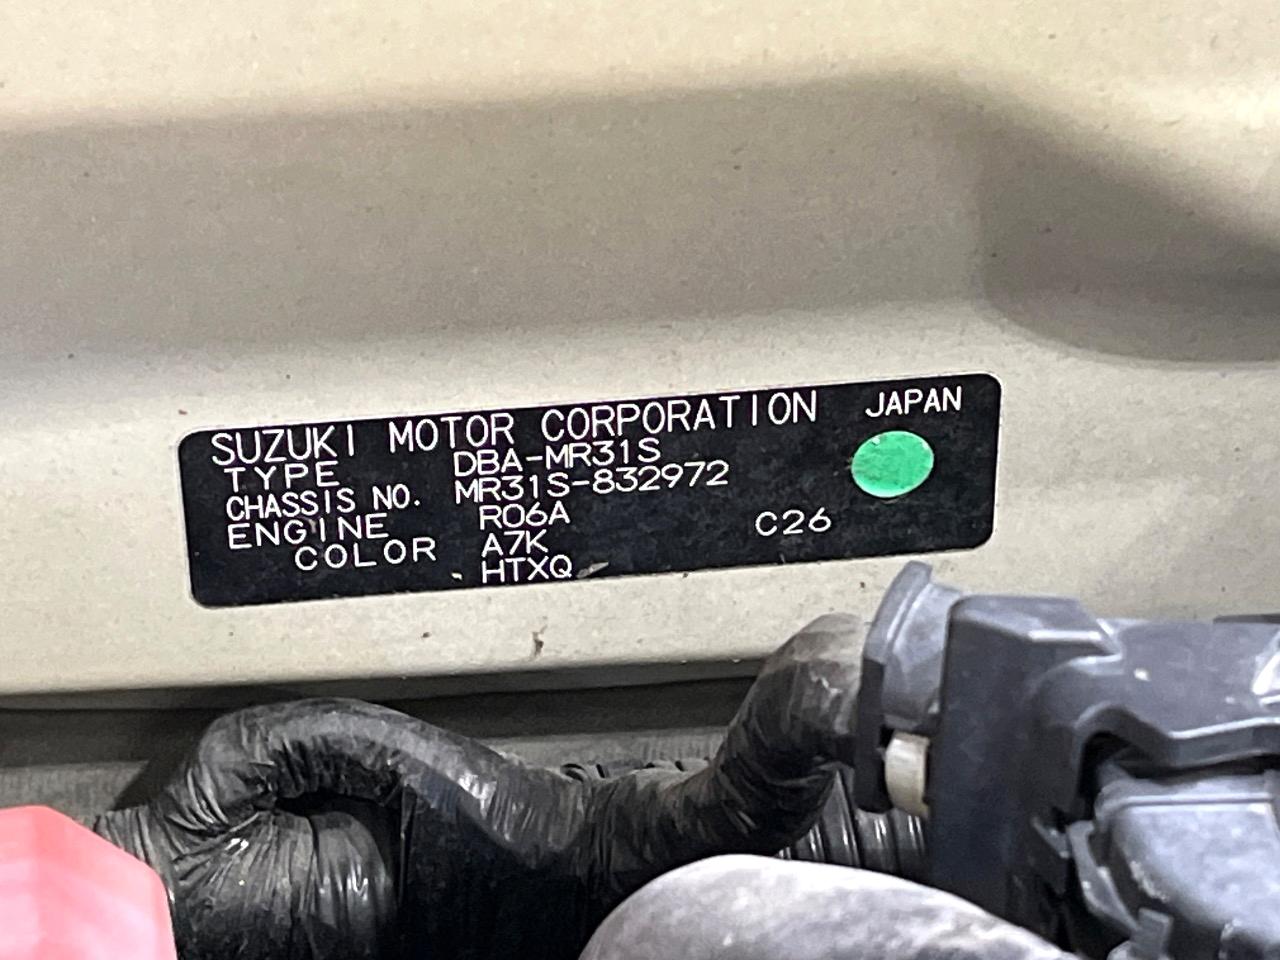 SUZUKI MOTOR CORPORATION JAPAN
TYPE DBA-MR31S
CHASSIS NO. MR31S-832972
ENGINE R06A C26
COLOR A7K
HTXQ